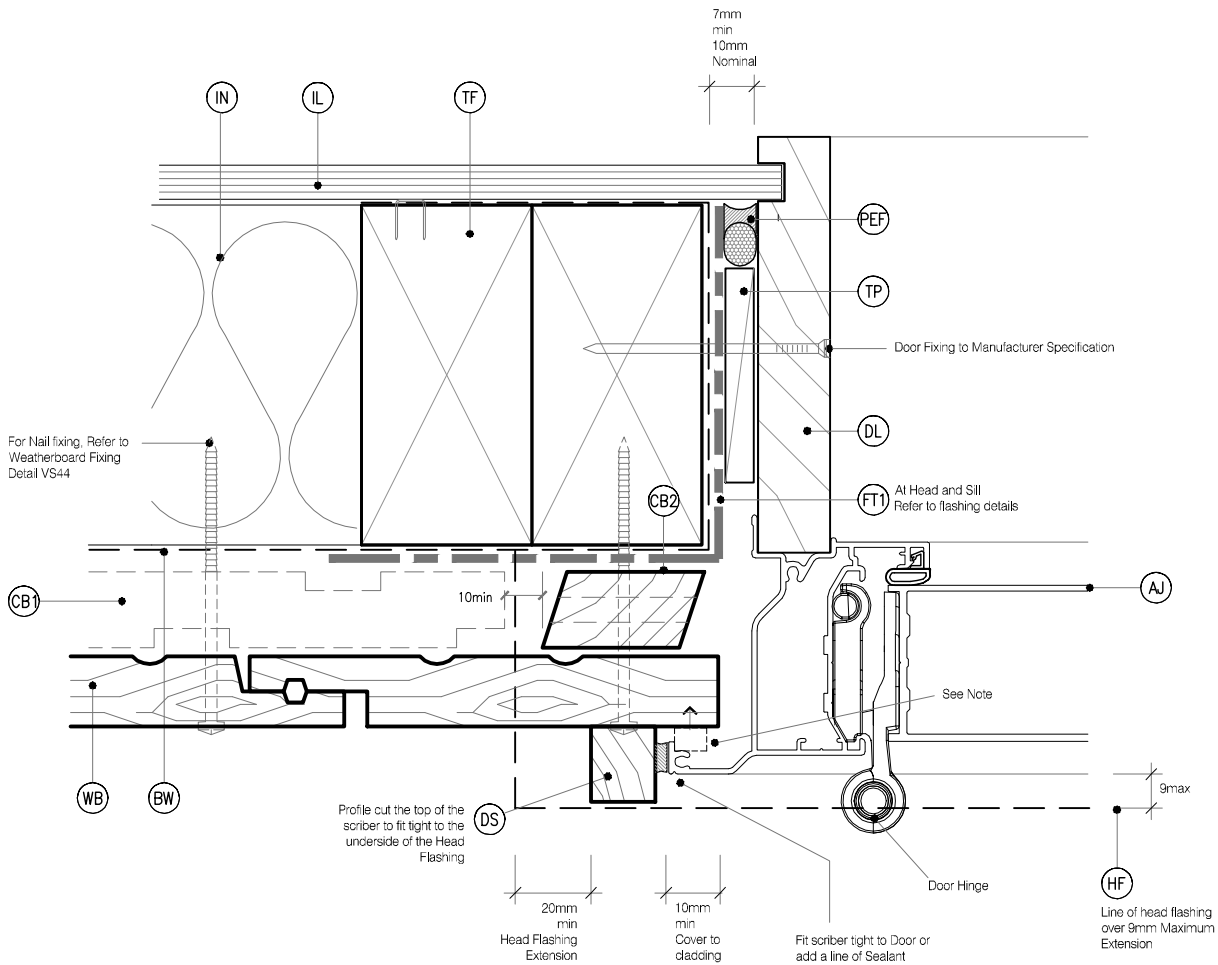 7mm
min
10mm
Nominal
IN
IL
TF
PEF
TP
Door Fixing to Manufacturer Specification
For Nail fixing, Refer to
Weatherboard Fixing
Detail VS44
DL
CB2
FT1
At Head and Sill
Refer to flashing details
CB1
10min
AJ
See Note
WB
BW
9max
Profile cut the top of the
scriber to fit tight to the
underside of the Head
Flashing
DS
Door Hinge
HF
Line of head flashing
over 9mm Maximum
Extension
20mm
min
Head Flashing
Extension
10mm
min
Cover to
cladding
Fit scriber tight to Door or
add a line of Sealant